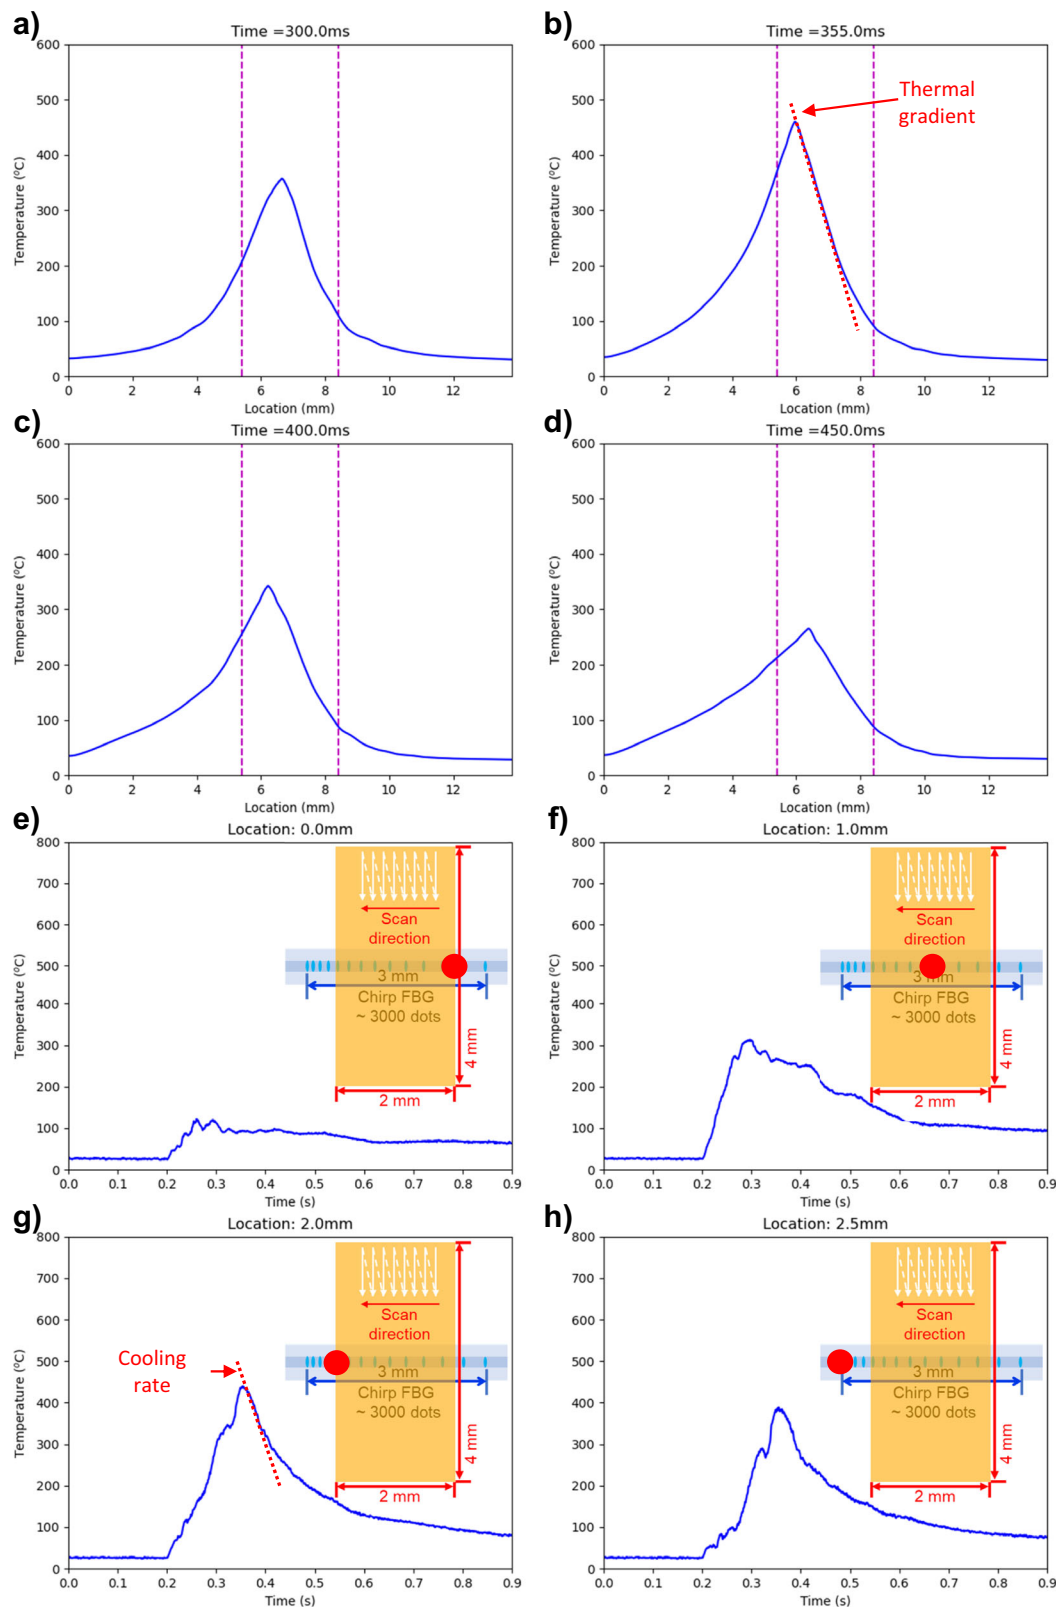 a)
Time =300.0ms
600
500
400
300
200
100
0
Temperature (⁰C)
0 2 4 6 8 10 12
Location (mm)
b)
Time =355.0ms
Thermal
gradient
600
500
400
300
200
100
0
Temperature (⁰C)
0 2 4 6 8 10 12
Location (mm)
c)
Time =400.0ms
600
500
400
300
200
100
0
Temperature (⁰C)
0 2 4 6 8 10 12
Location (mm)
d)
Time =450.0ms
600
500
400
300
200
100
0
Temperature (⁰C)
0 2 4 6 8 10 12
Location (mm)
e)
Location: 0.0mm
800
700
600
500
400
300
200
100
0
Temperature (⁰C)
Scan
direction
3 mm
Chirp FBG
~ 3000 dots
4 mm
2 mm
0.0 0.1 0.2 0.3 0.4 0.5 0.6 0.7 0.8 0.9
Time (s)
f)
Location: 1.0mm
800
700
600
500
400
300
200
100
0
Temperature (⁰C)
Scan
direction
3 mm
Chirp FBG
~ 3000 dots
4 mm
2 mm
0.0 0.1 0.2 0.3 0.4 0.5 0.6 0.7 0.8 0.9
Time (s)
g)
Location: 2.0mm
800
700
600
500
400
300
200
100
0
Temperature (⁰C)
Cooling
rate
Scan
direction
3 mm
Chirp FBG
~ 3000 dots
4 mm
2 mm
0.0 0.1 0.2 0.3 0.4 0.5 0.6 0.7 0.8 0.9
Time (s)
h)
Location: 2.5mm
800
700
600
500
400
300
200
100
0
Temperature (⁰C)
Scan
direction
3 mm
Chirp FBG
~ 3000 dots
4 mm
2 mm
0.0 0.1 0.2 0.3 0.4 0.5 0.6 0.7 0.8 0.9
Time (s)